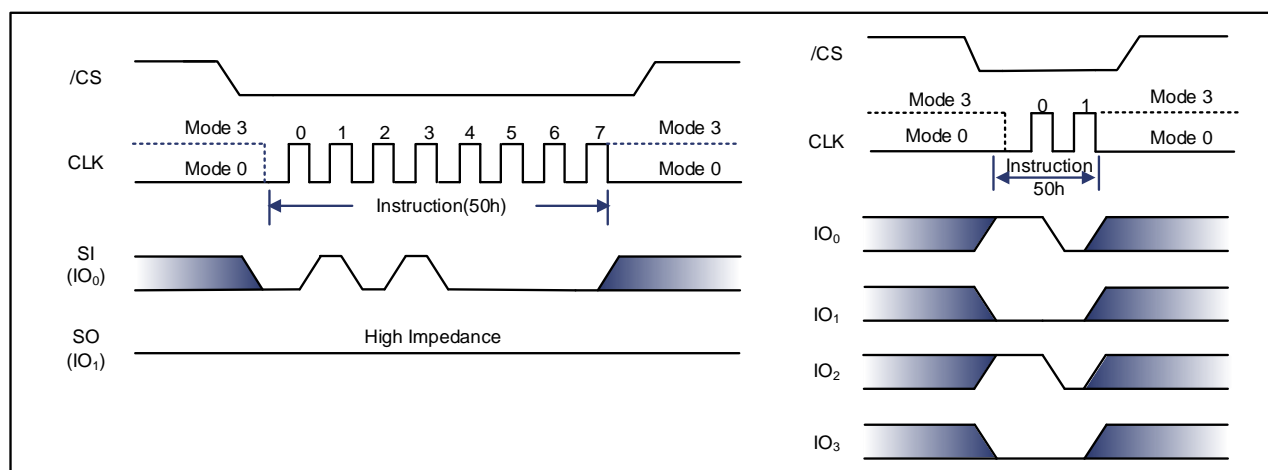 /CS
Mode 3
0 1 2 3 4 5 6 7
Mode 3
CLK
Mode 0
Mode 0
Instruction(50h)
SI
(IO0)
SO
(IO1)
High Impedance
/CS
Mode 3
0 1
Mode 3
CLK
Mode 0
Mode 0
Instruction
50h
IO0
IO1
IO2
IO3